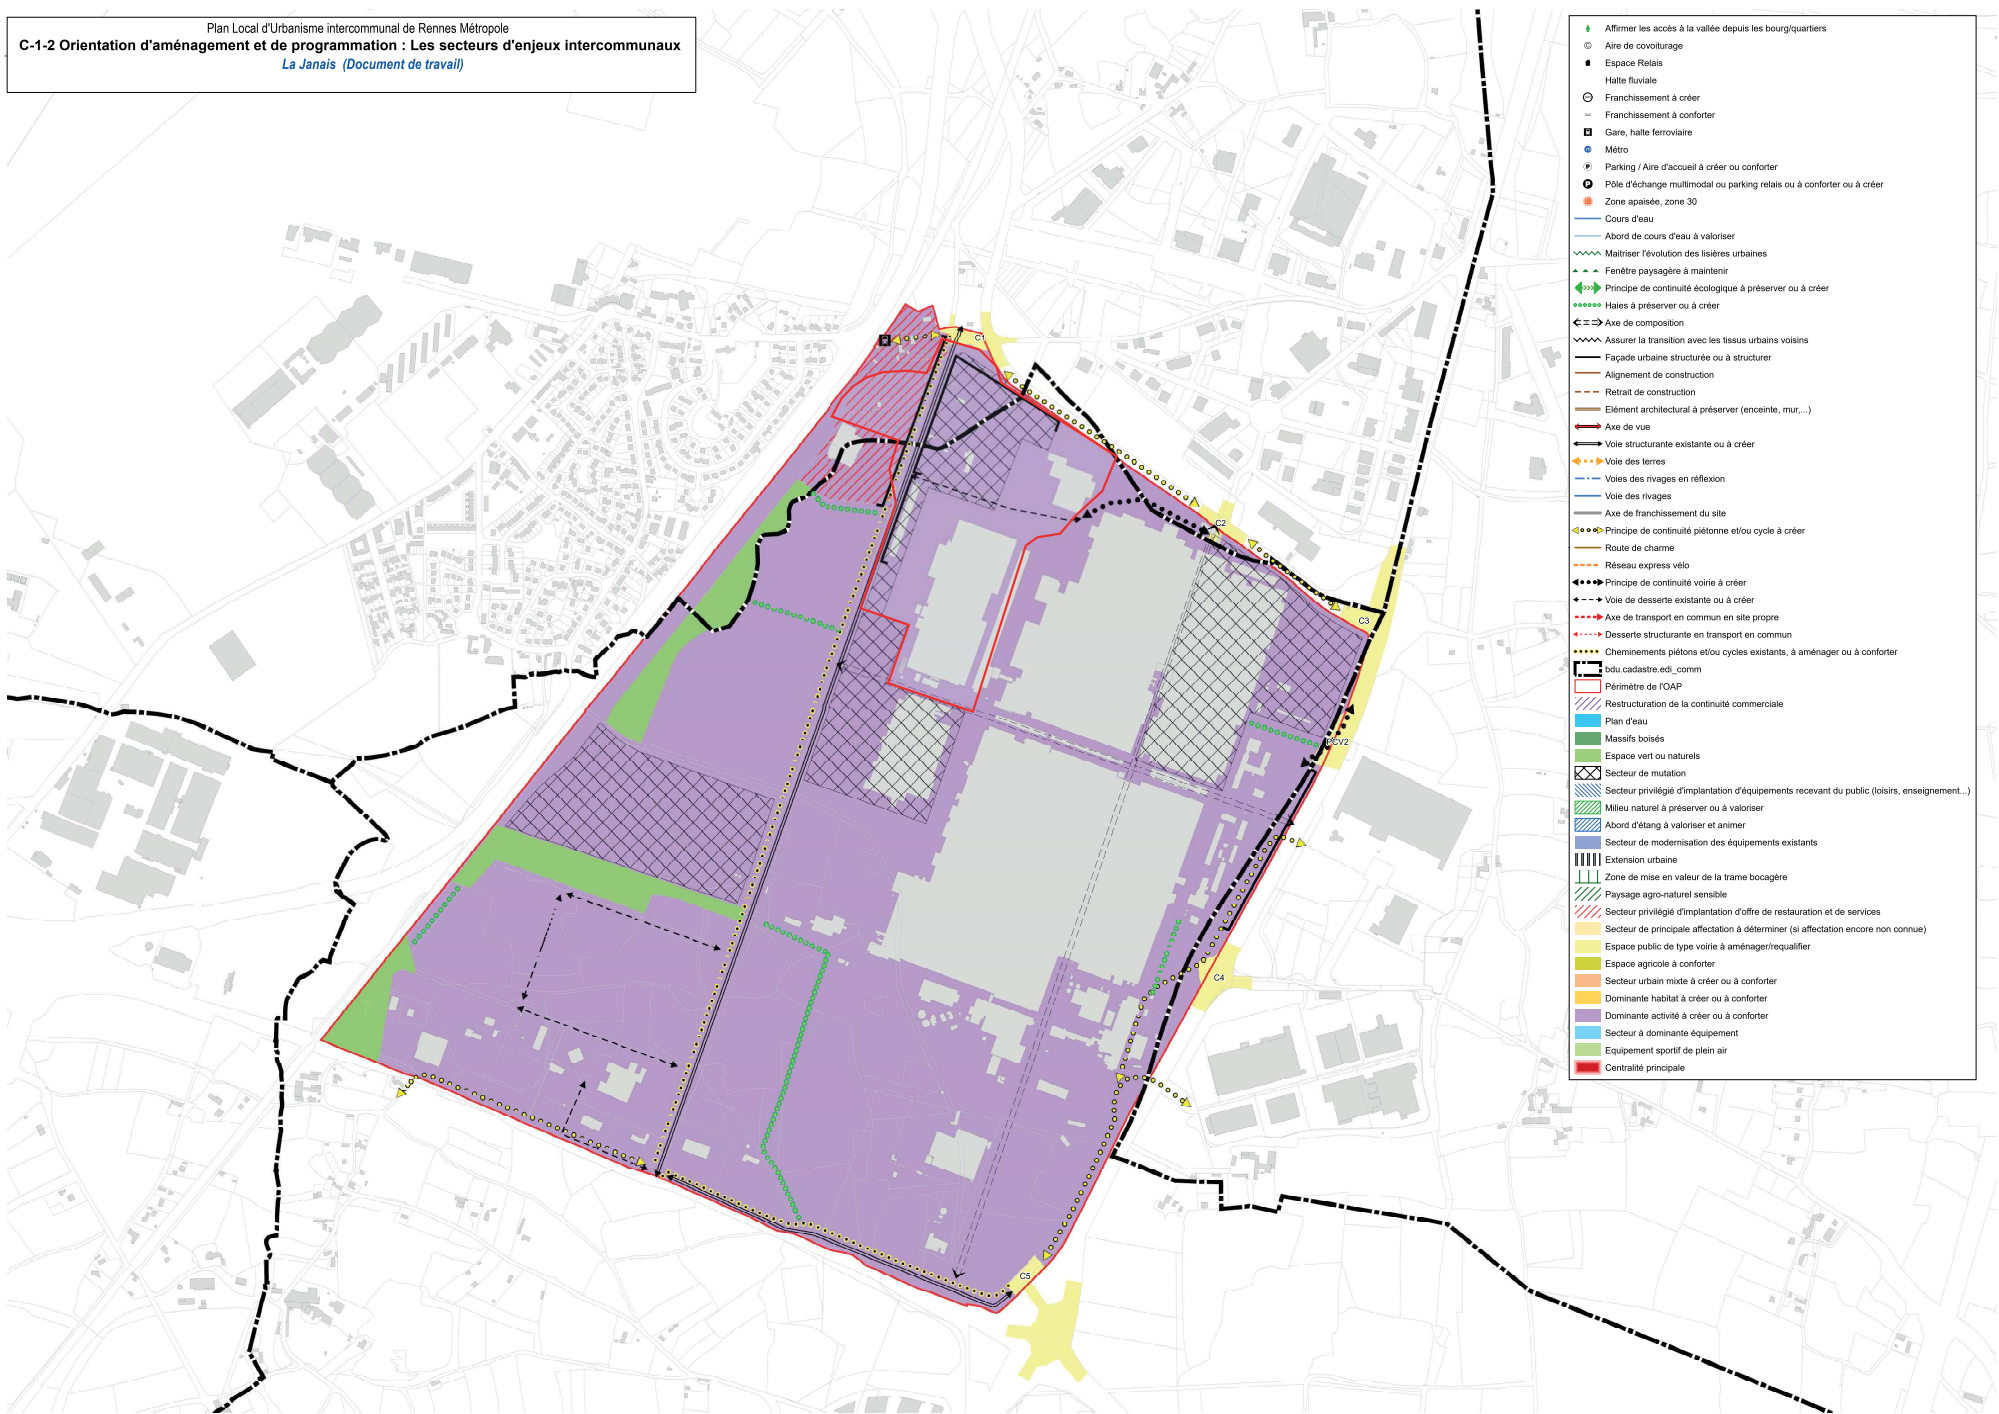 Plan Local d'Urbanisme intercommunal de Rennes Métropole
C-1-2 Orientation d'aménagement et de programmation : Les secteurs d'enjeux intercommunaux
La Janais (Document de travail)
Affirmer les accès à la vallée depuis les bourg/quartiers
Aire de covoiturage
Espace Relais
Halte fluviale
Franchissement à créer
Franchissement à conforter
Gare, halte ferroviaire
Métro
Parking / Aire d'accueil à créer ou conforter
Pôle d'échange multimodal ou parking relais ou à conforter ou à créer
Zone apaisée, zone 30
Cours d'eau
Abord de cours d'eau à valoriser
Maitriser l'évolution des lisières urbaines
Fenêtre paysagère à maintenir
Principe de continuité écologique à préserver ou à créer
Haies à préserver ou à créer
Axe de composition
Assurer la transition avec les tissus urbains voisins
Façade urbaine structurée ou à structurer
Alignement de construction
Retrait de construction
Elément architectural à préserver (enceinte, mur,...)
Axe de vue
Voie structurante existante ou à créer
Voie des terres
Voies des rivages en réflexion
Voie des rivages
Axe de franchissement du site
Principe de continuité piétonne et/ou cycle à créer
Route de charme
Réseau express vélo
Principe de continuité voirie à créer
Voie de desserte existante ou à créer
Axe de transport en commun en site propre
Desserte structurante en transport en commun
Cheminements piétons et/ou cycles existants, à aménager ou à conforter
bdu.cadastre.edi_comm
Périmètre de l'OAP
Restructuration de la continuité commerciale
Plan d'eau
Massifs boisés
Espace vert ou naturels
Secteur de mutation
Secteur privilégié d'implantation d'équipements recevant du public (loisirs, enseignement...)
Milieu naturel à préserver ou à valoriser
Abord d'étang à valoriser et animer
Secteur de modernisation des équipements existants
Extension urbaine
Zone de mise en valeur de la trame bocagère
Paysage agro-naturel sensible
Secteur privilégié d'implantation d'offre de restauration et de services
Secteur de principale affectation à déterminer (si affectation encore non connue)
Espace public de type voirie à aménager/requalifier
Espace agricole à conforter
Secteur urbain mixte à créer ou à conforter
Dominante habitat à créer ou à conforter
Dominante activité à créer ou à conforter
Secteur à dominante équipement
Equipement sportif de plein air
Centralité principale
C1
C2
C3
PCV2
C4
C5